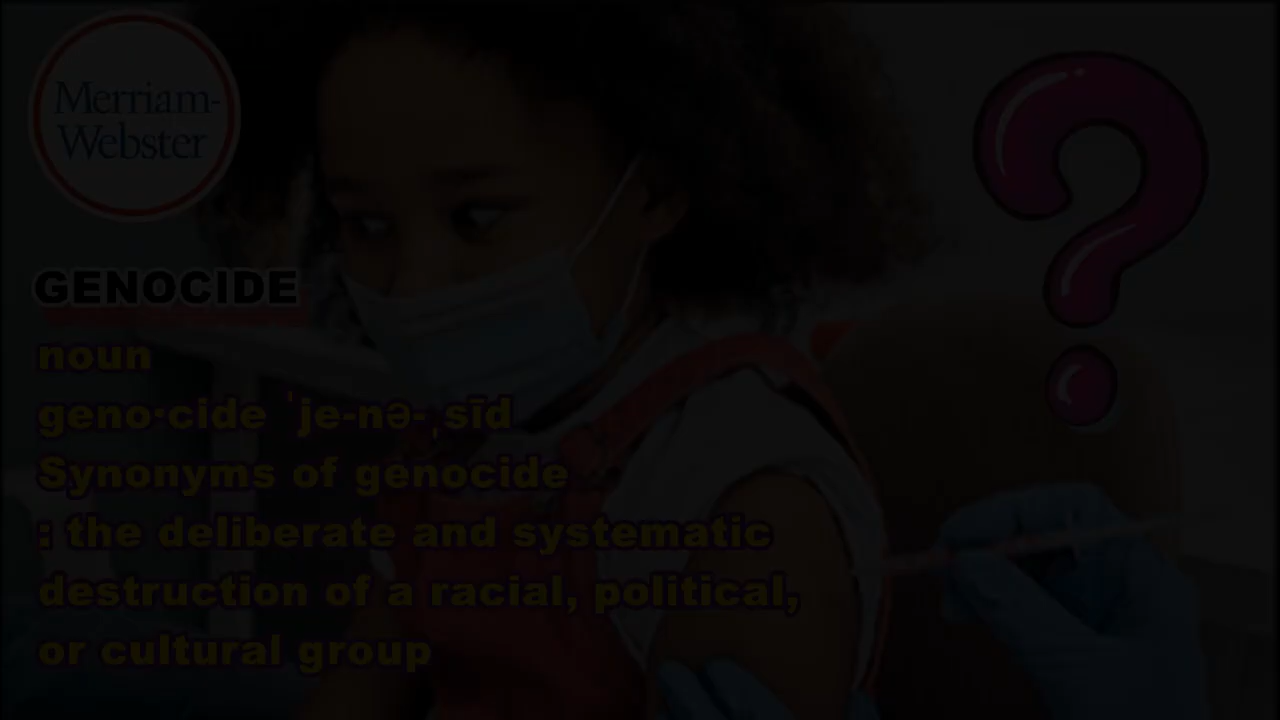 Merriam-
Webster
?
GENOCIDE
noun
geno·cide ˈje-nə-ˌsīd
Synonyms of genocide
: the deliberate and systematic
destruction of a racial, political,
or cultural group